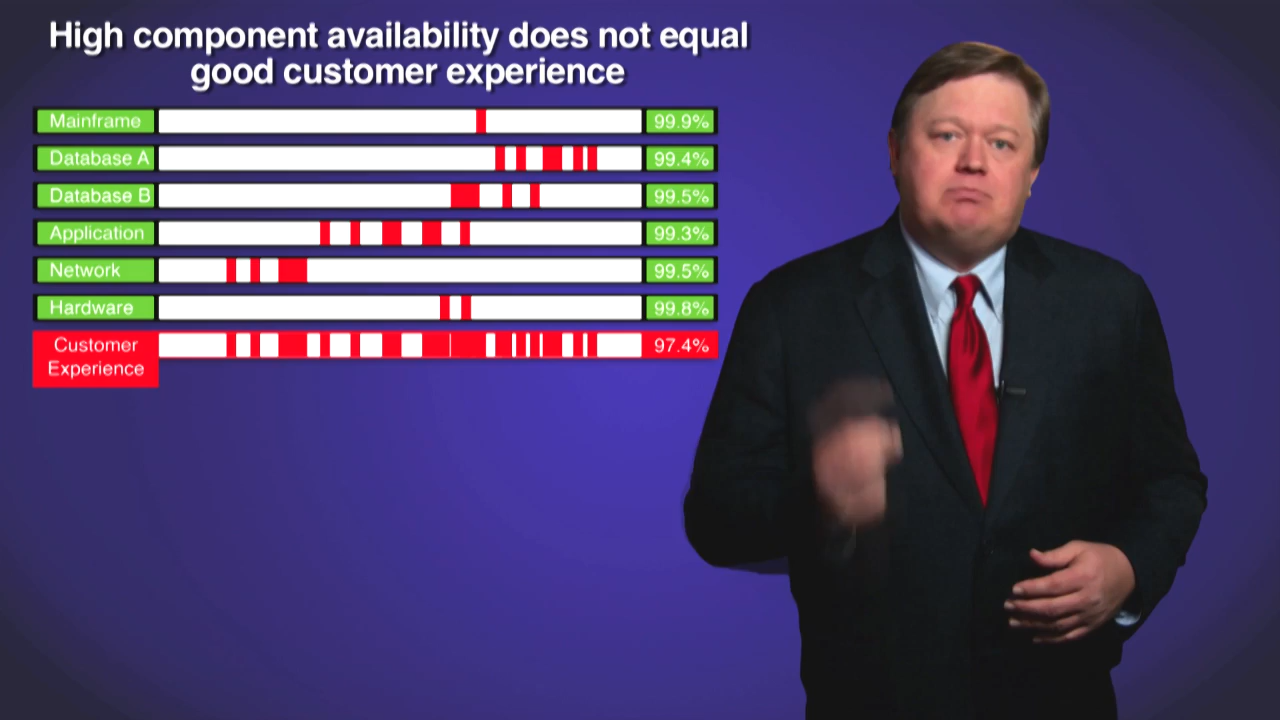 High component availability does not equal
good customer experience
Mainframe 99.9%
Database A 99.4%
Database B 99.5%
Application 99.3%
Network 99.5%
Hardware 99.8%
Customer
Experience 97.4%